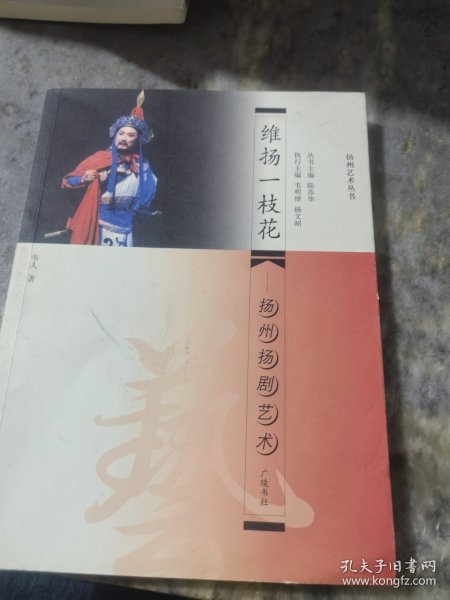 扬州艺术丛书
丛书主编 陆苏华
执行主编 韦明铧 杨文昭
维扬一枝花
——扬州扬剧艺术
韦人 著
广陵书社
藝
孔夫子旧书网
www.kongfz.com